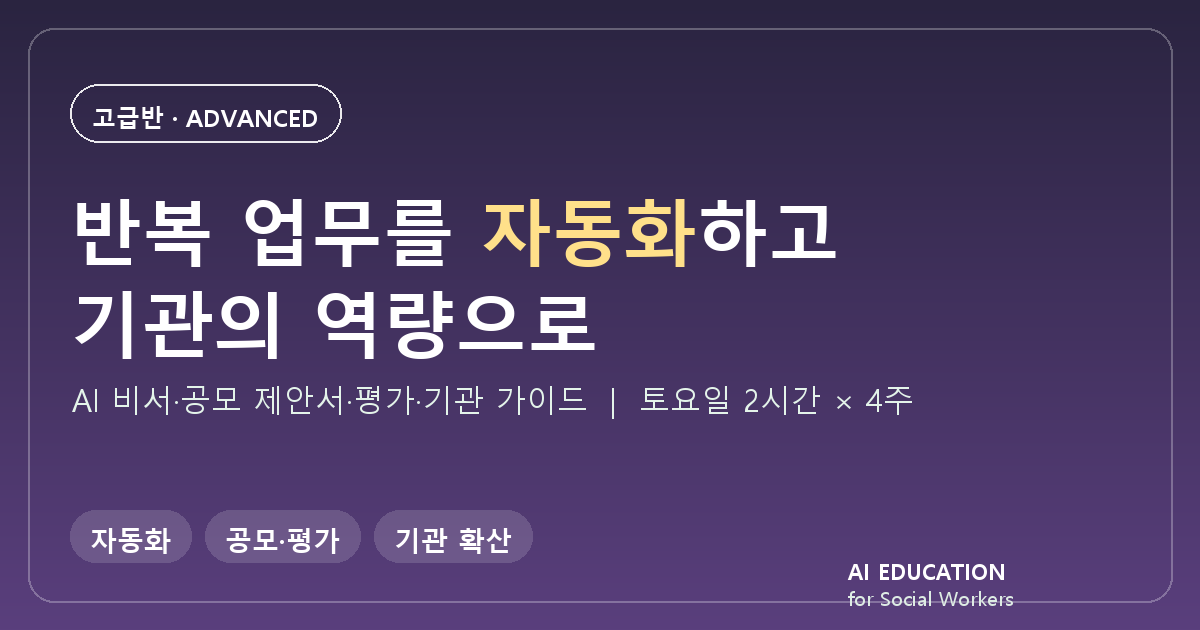 고급반 · ADVANCED
반복 업무를 자동화하고
기관의 역량으로
AI 비서·공모 제안서·평가·기관 가이드 | 토요일 2시간 × 4주
자동화 공모·평가 기관 확산
AI EDUCATION
for Social Workers